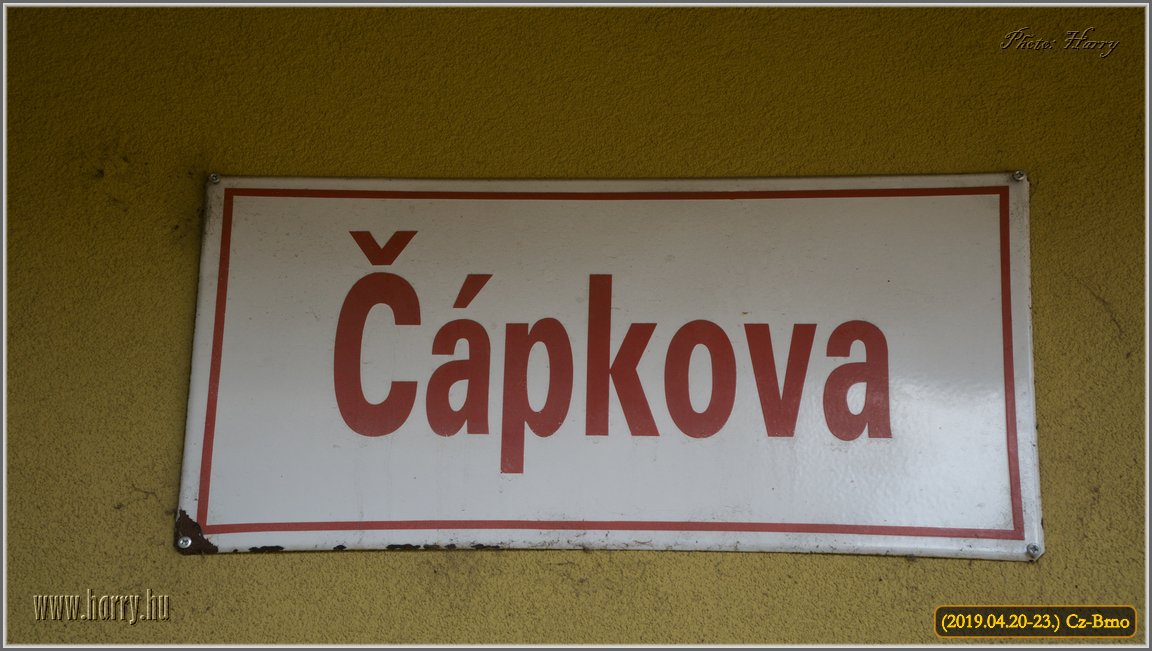 Photo: Harry
Čápkova
www.harry.hu
(2019.04.20-23.) Cz-Brno